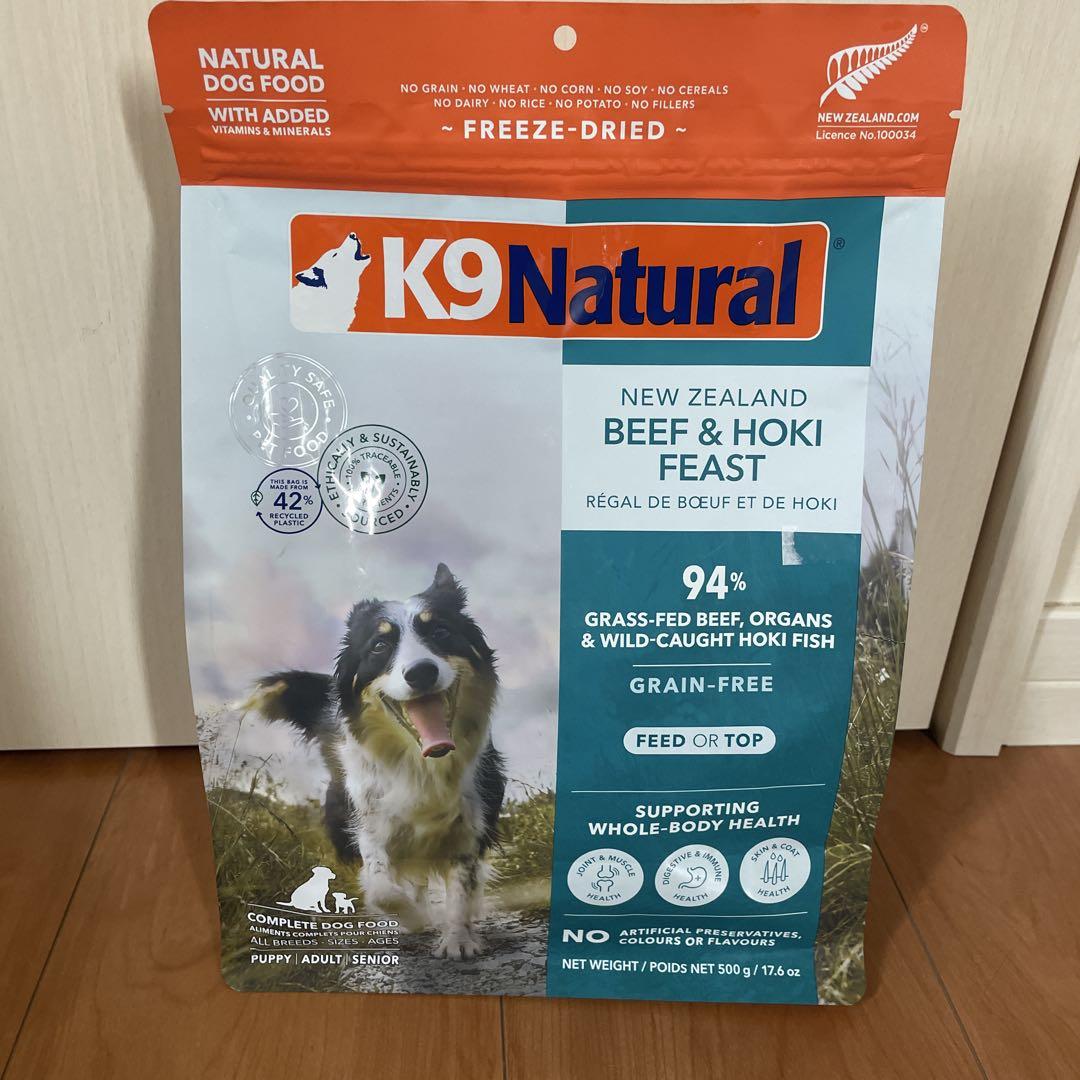 NATURAL
DOG FOOD
WITH ADDED
VITAMINS & MINERALS
NO GRAIN · NO WHEAT · NO CORN · NO SOY · NO CEREALS
NO DAIRY · NO RICE · NO POTATO · NO FILLERS
~ FREEZE-DRIED ~
NEW ZEALAND.COM
Licence No.100034
K9Natural®
NEW ZEALAND
BEEF & HOKI
FEAST
RÉGAL DE BŒUF ET DE HOKI
SAFE
PET FOOD
ETHICALLY & SUSTAINABLY
SOURCED
100% TRACEABLE
THIS BAG IS
MADE FROM
42%
RECYCLED
PLASTIC
94%
GRASS-FED BEEF, ORGANS
& WILD-CAUGHT HOKI FISH
GRAIN-FREE
FEED OR TOP
SUPPORTING
WHOLE-BODY HEALTH
JOINT & MUSCLE
HEALTH
DIGESTIVE & IMMUNE
HEALTH
SKIN & COAT
HEALTH
NO ARTIFICIAL PRESERVATIVES,
COLOURS OR FLAVOURS
NET WEIGHT / POIDS NET 500 g / 17.6 oz
COMPLETE DOG FOOD
ALIMENTS COMPLETS POUR CHIENS
ALL BREEDS · SIZES · AGES
PUPPY | ADULT | SENIOR